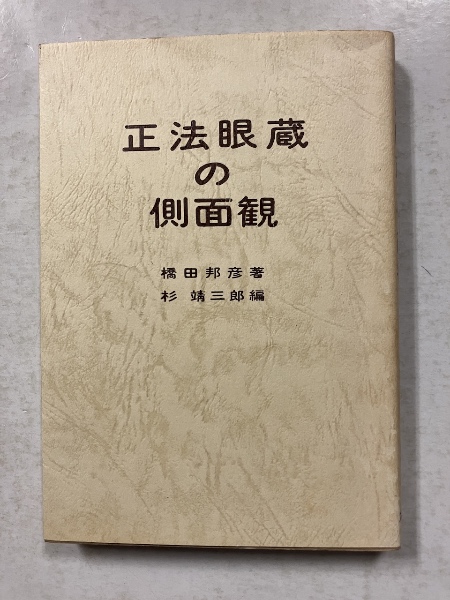 正法眼蔵
の
側面観
橋田邦彦著
杉 靖三郎編